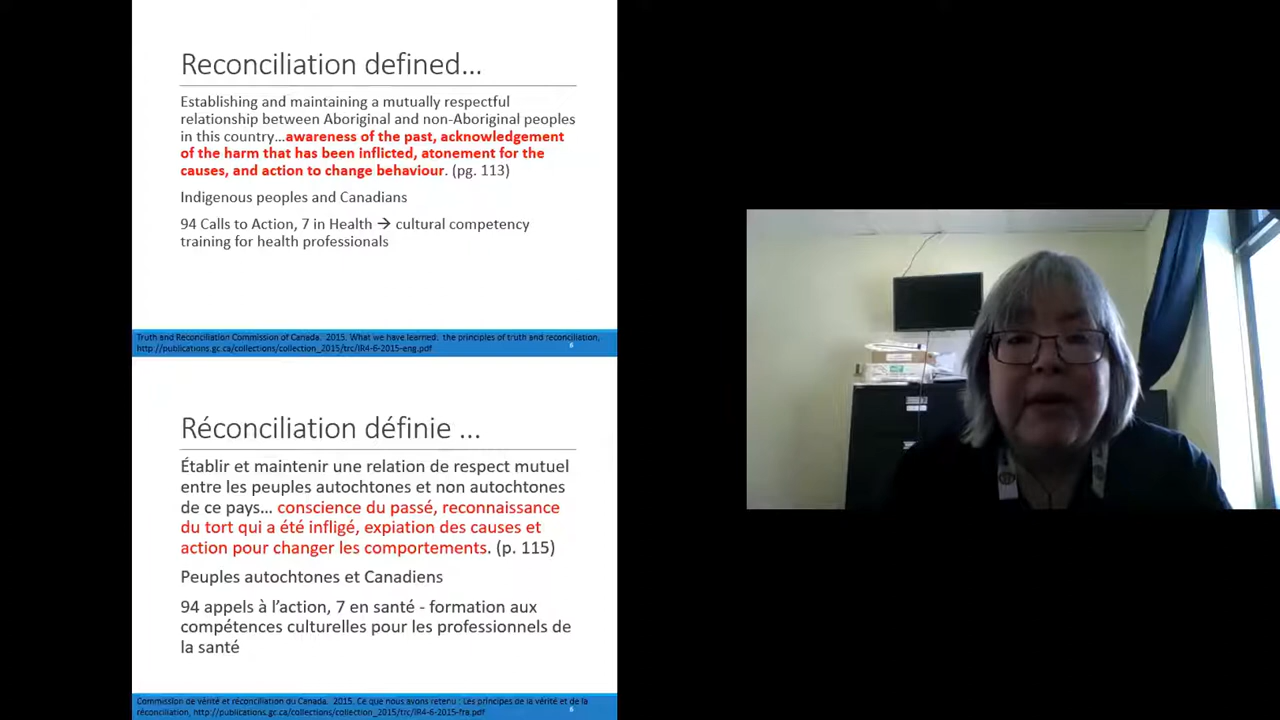 Reconciliation defined...
Establishing and maintaining a mutually respectful
relationship between Aboriginal and non-Aboriginal peoples
in this country...awareness of the past, acknowledgement
of the harm that has been inflicted, atonement for the
causes, and action to change behaviour. (pg. 113)
Indigenous peoples and Canadians
94 Calls to Action, 7 in Health → cultural competency
training for health professionals
Truth and Reconciliation Commission of Canada. 2015. What we have learned: the principles of truth and reconciliation,
http://publications.gc.ca/collections/collection_2015/trc/IR4-6-2015-eng.pdf
6
Réconciliation définie ...
Établir et maintenir une relation de respect mutuel
entre les peuples autochtones et non autochtones
de ce pays... conscience du passé, reconnaissance
du tort qui a été infligé, expiation des causes et
action pour changer les comportements. (p. 115)
Peuples autochtones et Canadiens
94 appels à l’action, 7 en santé - formation aux
compétences culturelles pour les professionnels de
la santé
Commission de vérité et réconciliation du Canada. 2015. Ce que nous avons retenu : Les principes de la vérité et de la
réconciliation, http://publications.gc.ca/collections/collection_2015/trc/IR4-6-2015-fra.pdf
6